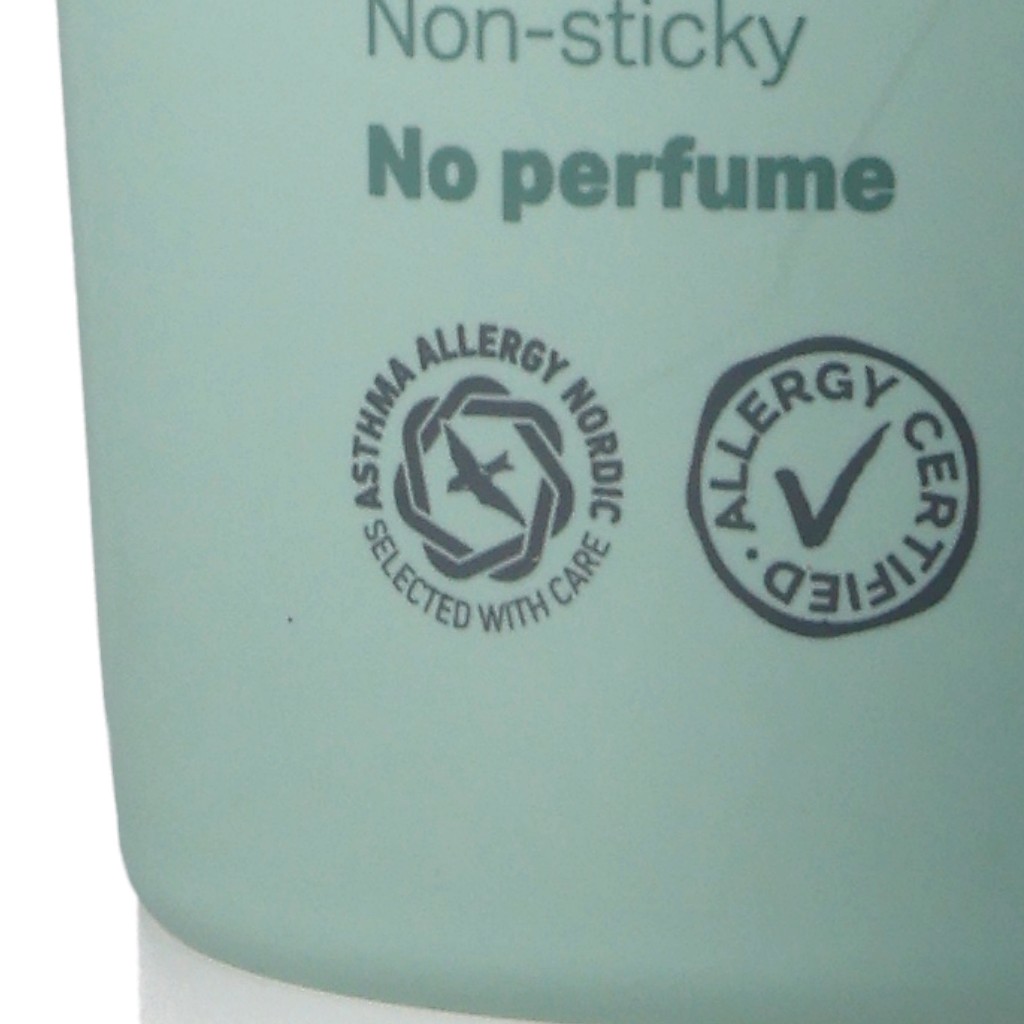 Non-sticky
No perfume
ASTHMA ALLERGY NORDIC
SELECTED WITH CARE
ALLERGY CERTIFIED ·